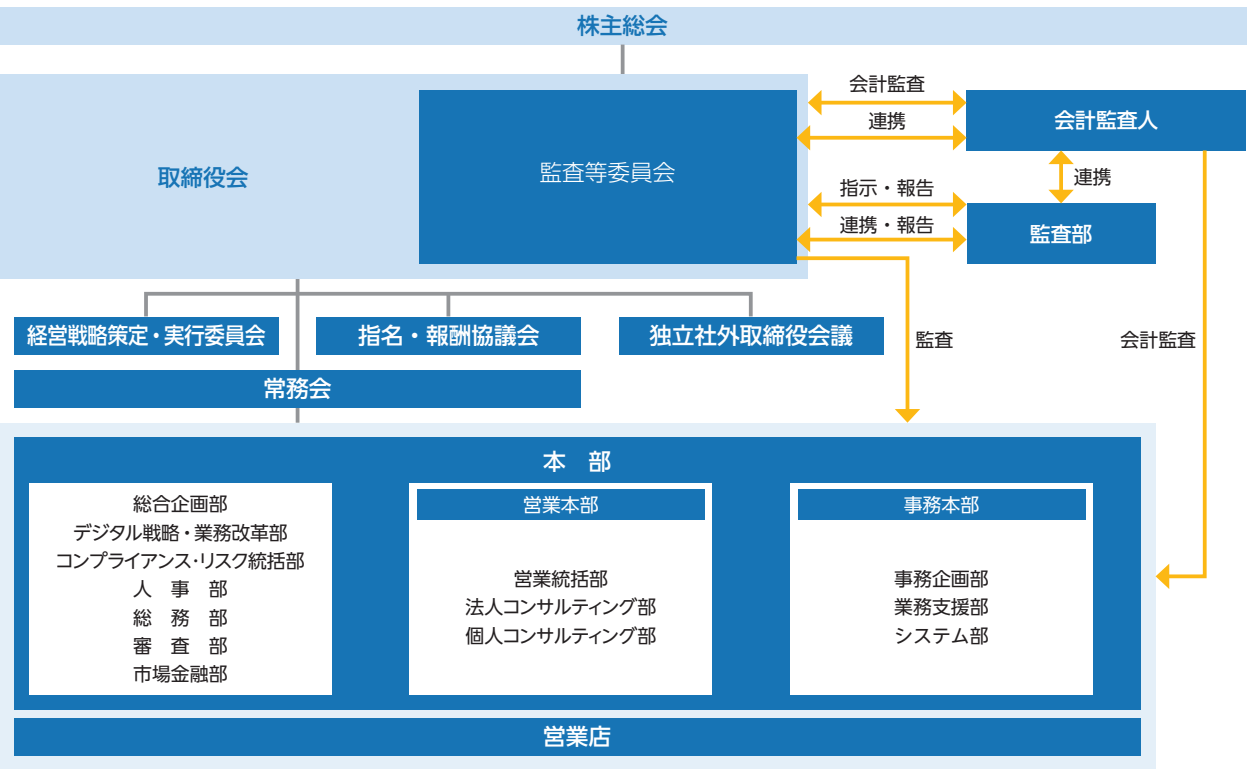 株主総会
取締役会
監査等委員会
会計監査
連携
会計監査人
連携
指示・報告
連携・報告
監査部
経営戦略策定・実行委員会
指名・報酬協議会
独立社外取締役会議
監査
会計監査
常務会
本　部
総合企画部
デジタル戦略・業務改革部
コンプライアンス・リスク統括部
人　事　部
総　務　部
審　査　部
市場金融部
営業本部
営業統括部
法人コンサルティング部
個人コンサルティング部
事務本部
事務企画部
業務支援部
システム部
営業店